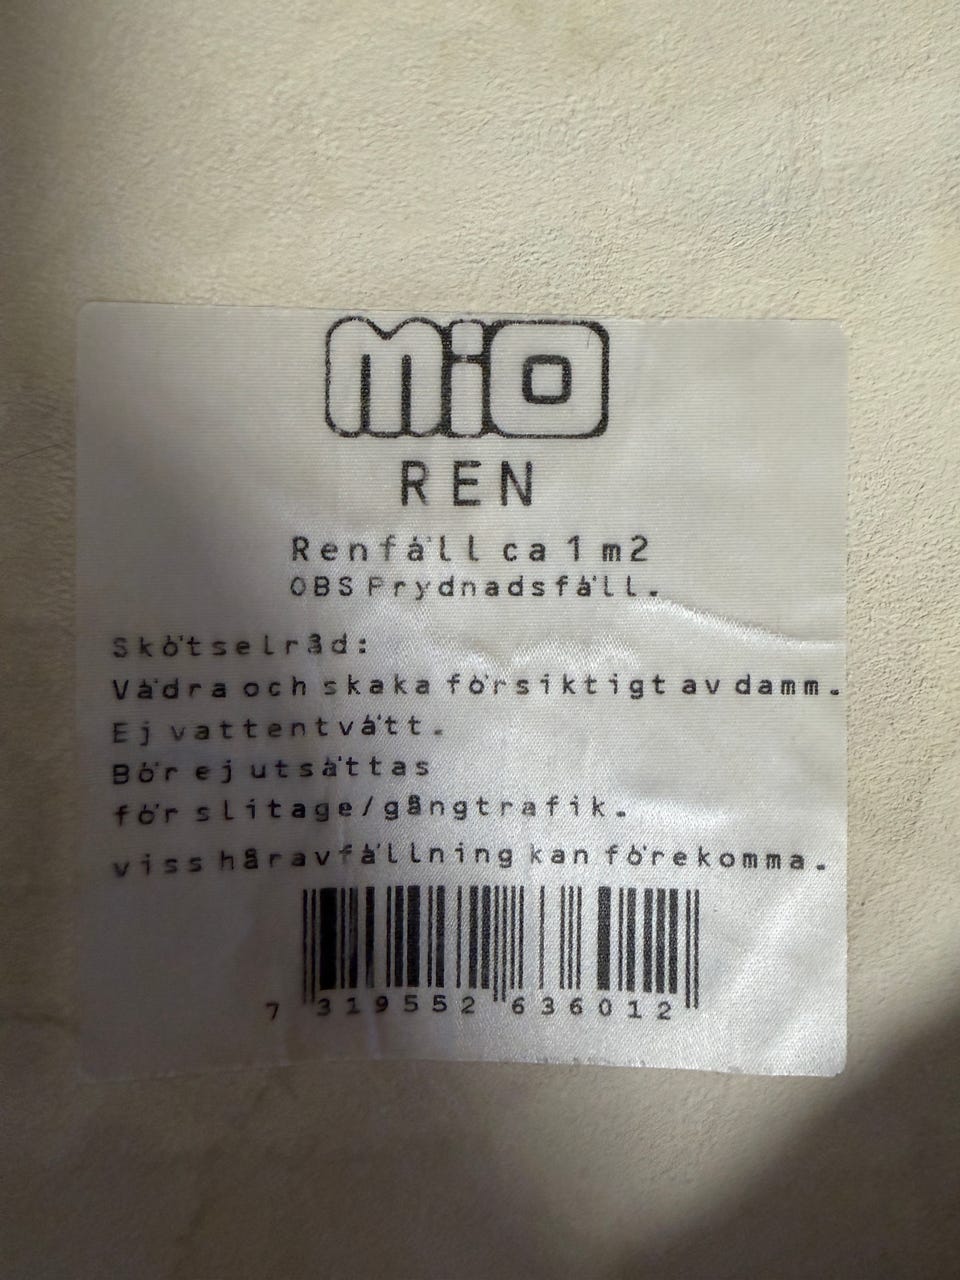 MiO
REN
Renfäll ca 1 m2
OBS Prydnadsfäll.
Skötselråd:
Vädra och skaka försiktigt av damm.
Ej vattentvätt.
Bör ej utsättas
för slitage/gångtrafik.
viss håravfällning kan förekomma.
7 319552 636012